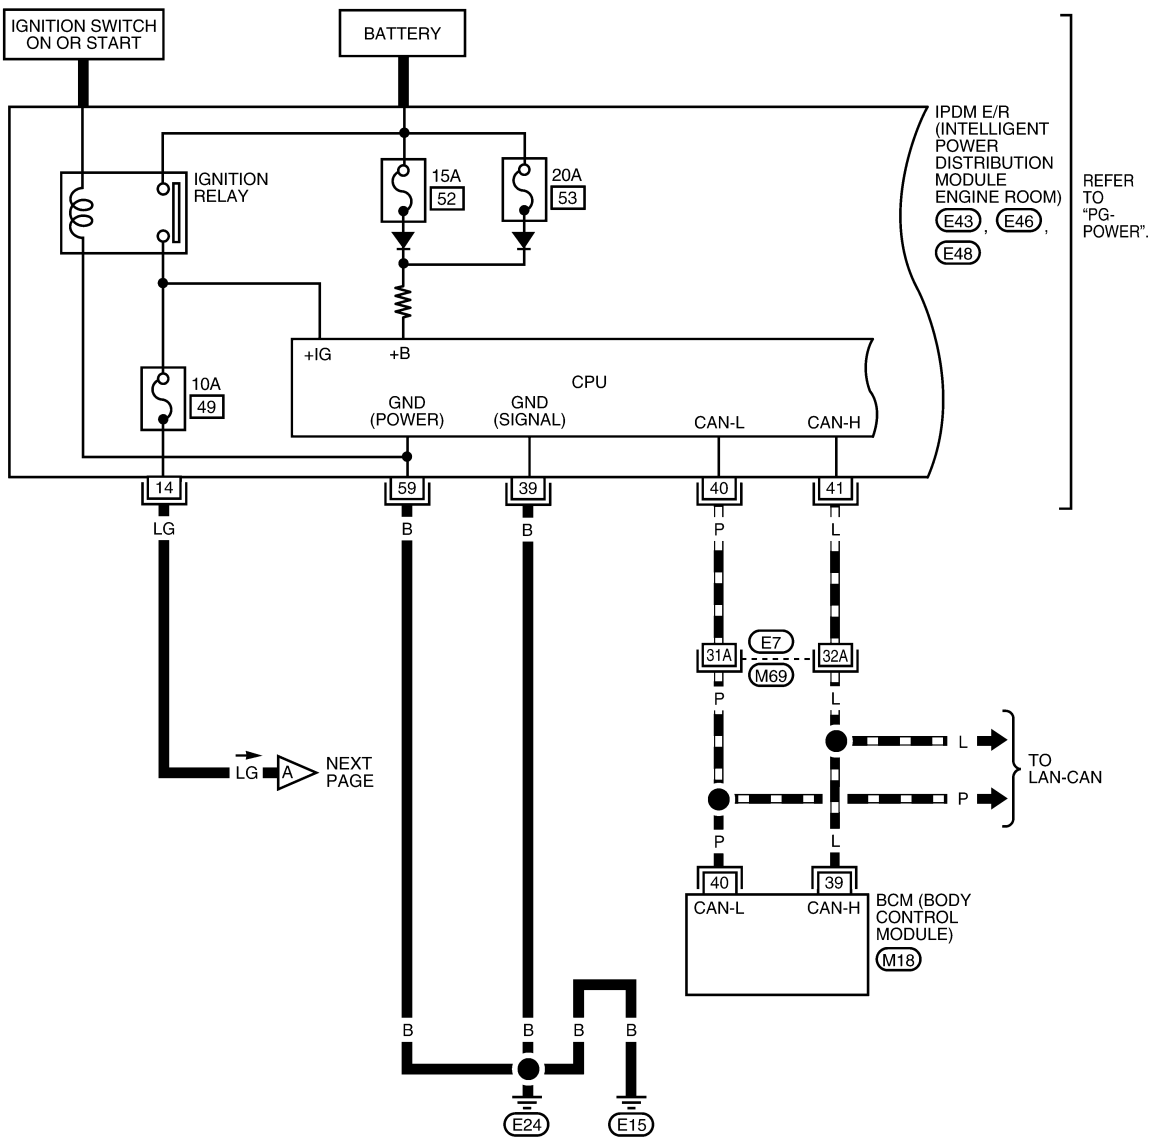 IGNITION SWITCH
ON OR START
BATTERY
IPDM E/R
(INTELLIGENT
POWER
DISTRIBUTION
MODULE
ENGINE ROOM)
E43 , E46 ,
E48
REFER
TO
“PG-
POWER”.
IGNITION
RELAY
15A
52
20A
53
10A
49
+IG
+B
CPU
GND
(POWER)
GND
(SIGNAL)
CAN-L
CAN-H
14
59
39
40
41
LG
B
B
P
L
31A
E7
M69
32A
P
L
L
P
TO
LAN-CAN
LG
A
NEXT
PAGE
P
L
40
39
CAN-L
CAN-H
BCM (BODY
CONTROL
MODULE)
M18
B
B
B
B
E24
E15